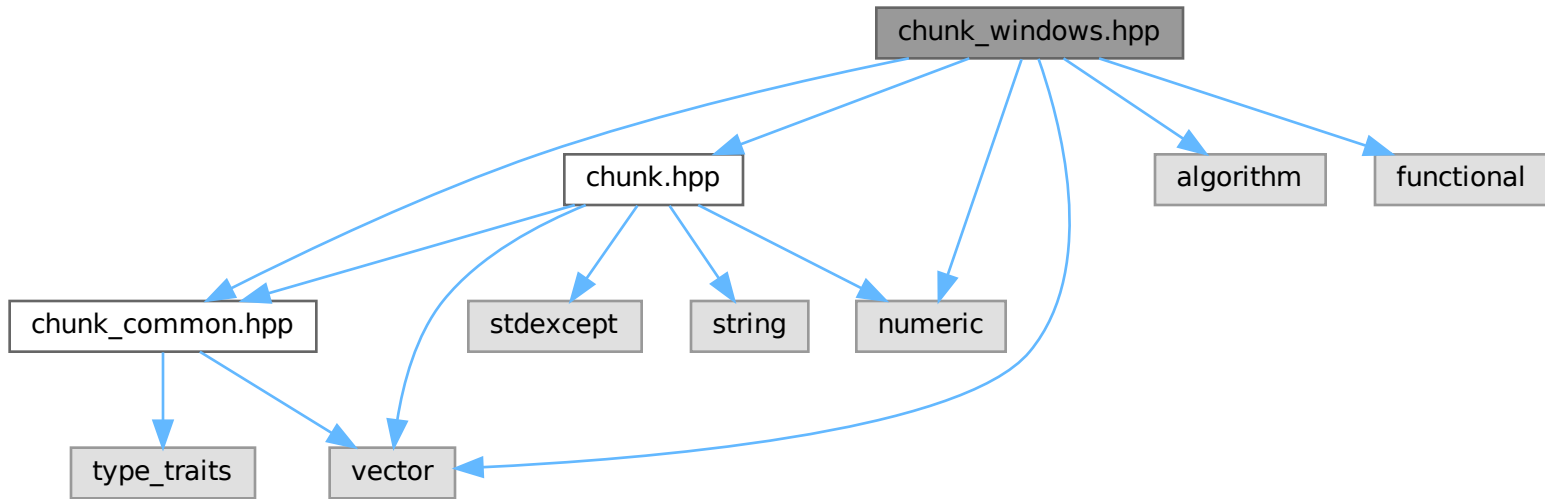 chunk_windows.hpp
chunk.hpp
algorithm
functional
chunk_common.hpp
stdexcept
string
numeric
type_traits
vector